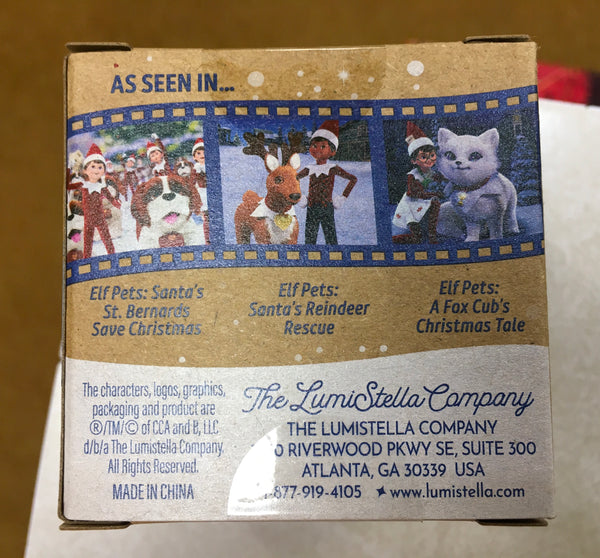 AS SEEN IN...
Elf Pets: Santa's
St. Bernards
Save Christmas
Elf Pets:
Santa's Reindeer
Rescue
Elf Pets:
A Fox Cub's
Christmas Tale
The characters, logos, graphics,
packaging and product are
®/TM/© of CCA and B, LLC
d/b/a The Lumistella Company.
All Rights Reserved.
MADE IN CHINA
The LumiStella Company
THE LUMISTELLA COMPANY
0 RIVERWOOD PKWY SE, SUITE 300
ATLANTA, GA 30339 USA
1-877-919-4105 ✦ www.lumistella.com